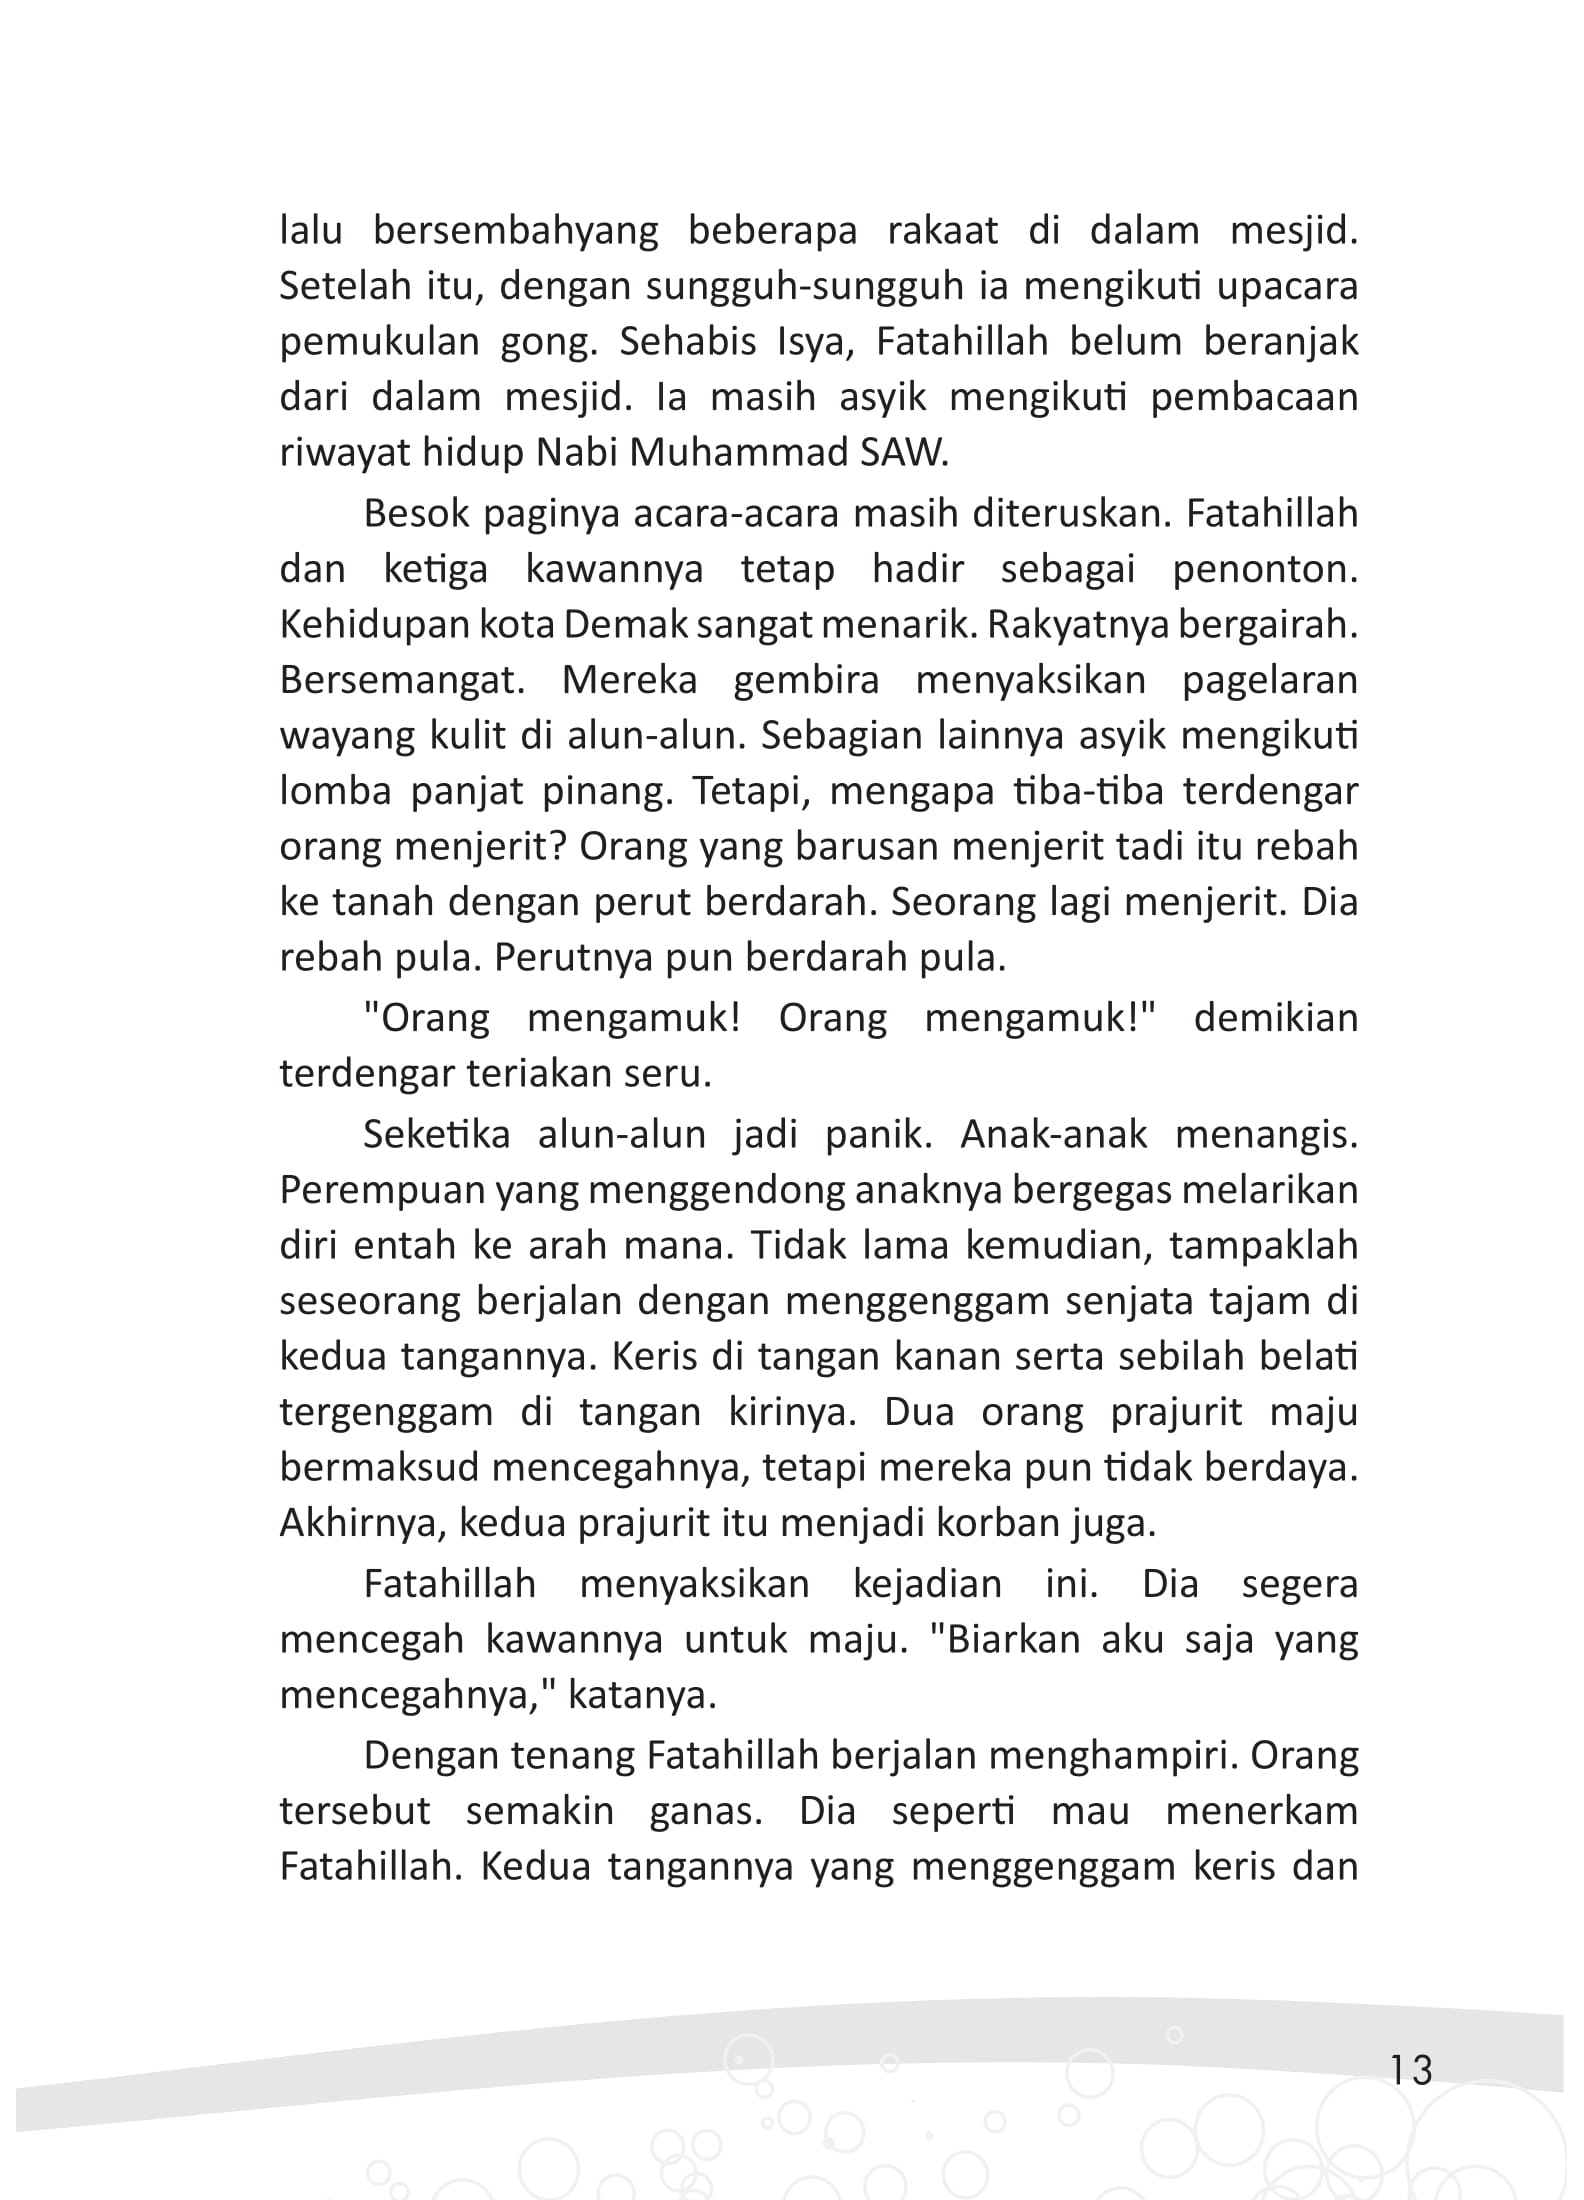 lalu bersembahyang beberapa rakaat di dalam mesjid.
Setelah itu, dengan sungguh-sungguh ia mengikuti upacara
pemukulan gong. Sehabis Isya, Fatahillah belum beranjak
dari dalam mesjid. Ia masih asyik mengikuti pembacaan
riwayat hidup Nabi Muhammad SAW.
Besok paginya acara-acara masih diteruskan. Fatahillah
dan ketiga kawannya tetap hadir sebagai penonton.
Kehidupan kota Demak sangat menarik. Rakyatnya bergairah.
Bersemangat. Mereka gembira menyaksikan pagelaran
wayang kulit di alun-alun. Sebagian lainnya asyik mengikuti
lomba panjat pinang. Tetapi, mengapa tiba-tiba terdengar
orang menjerit? Orang yang barusan menjerit tadi itu rebah
ke tanah dengan perut berdarah. Seorang lagi menjerit. Dia
rebah pula. Perutnya pun berdarah pula.
"Orang mengamuk! Orang mengamuk!" demikian
terdengar teriakan seru.
Seketika alun-alun jadi panik. Anak-anak menangis.
Perempuan yang menggendong anaknya bergegas melarikan
diri entah ke arah mana. Tidak lama kemudian, tampaklah
seseorang berjalan dengan menggenggam senjata tajam di
kedua tangannya. Keris di tangan kanan serta sebilah belati
tergenggam di tangan kirinya. Dua orang prajurit maju
bermaksud mencegahnya, tetapi mereka pun tidak berdaya.
Akhirnya, kedua prajurit itu menjadi korban juga.
Fatahillah menyaksikan kejadian ini. Dia segera
mencegah kawannya untuk maju. "Biarkan aku saja yang
mencegahnya," katanya.
Dengan tenang Fatahillah berjalan menghampiri. Orang
tersebut semakin ganas. Dia seperti mau menerkam
Fatahillah. Kedua tangannya yang menggenggam keris dan
13